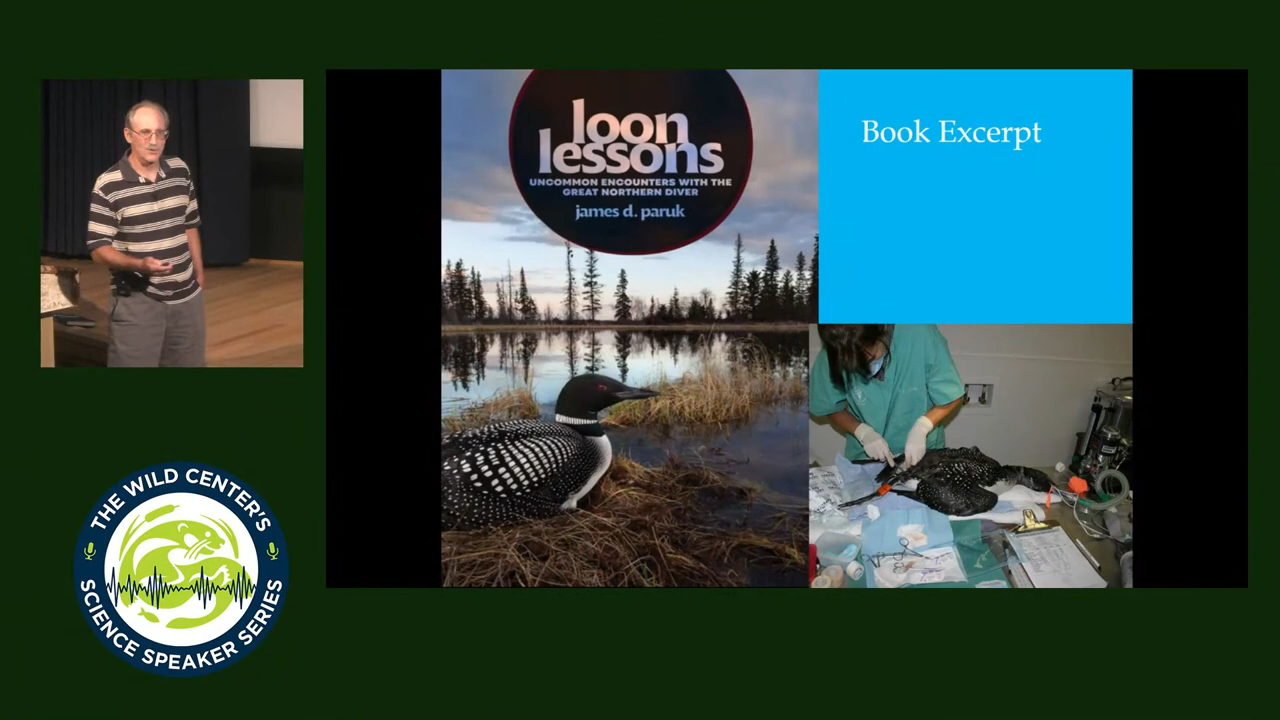 loon
lessons
UNCOMMON ENCOUNTERS WITH THE
GREAT NORTHERN DIVER
james d. paruk
Book Excerpt
THE WILD CENTER'S
SCIENCE SPEAKER SERIES